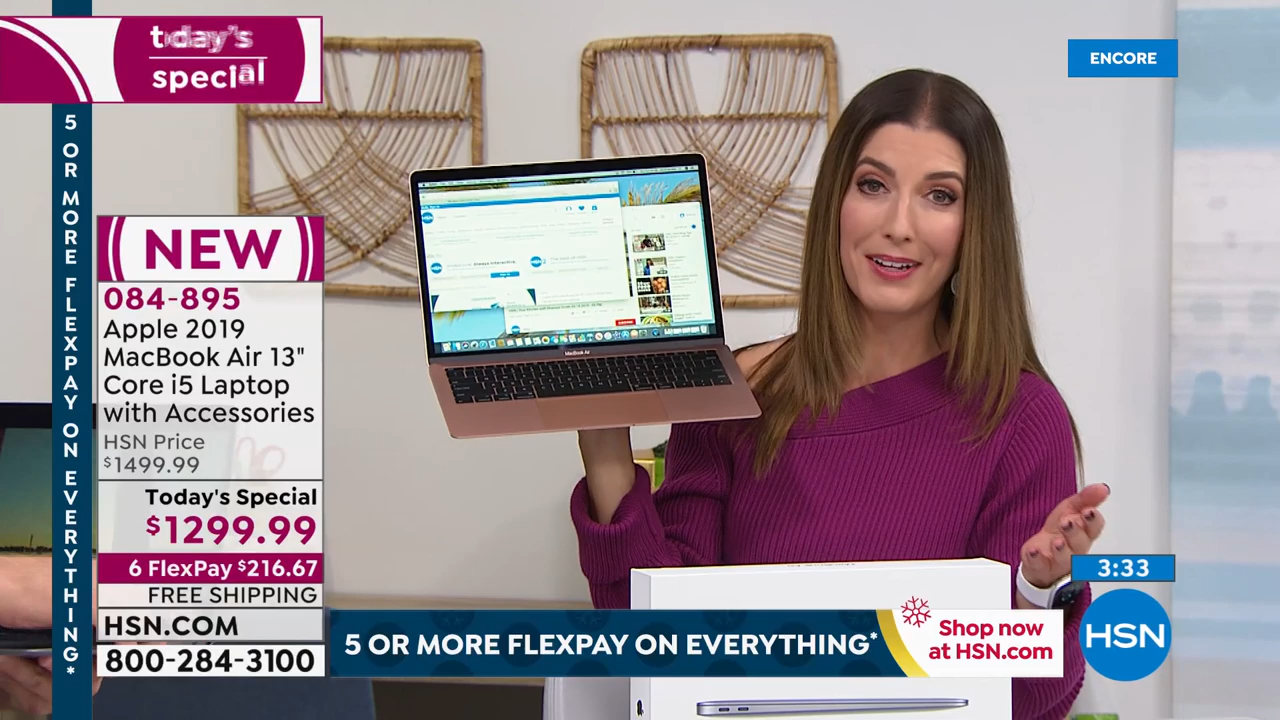 today's
special
ENCORE
5 OR MORE FLEXPAY ON EVERYTHING*
NEW
084-895
Apple 2019
MacBook Air 13"
Core i5 Laptop
with Accessories
HSN Price
$1499.99
Today's Special
$1299.99
6 FlexPay $216.67
FREE SHIPPING
HSN.COM
800-284-3100
HSN
MacBook Air
5 OR MORE FLEXPAY ON EVERYTHING*
Shop now
at HSN.com
3:33
HSN